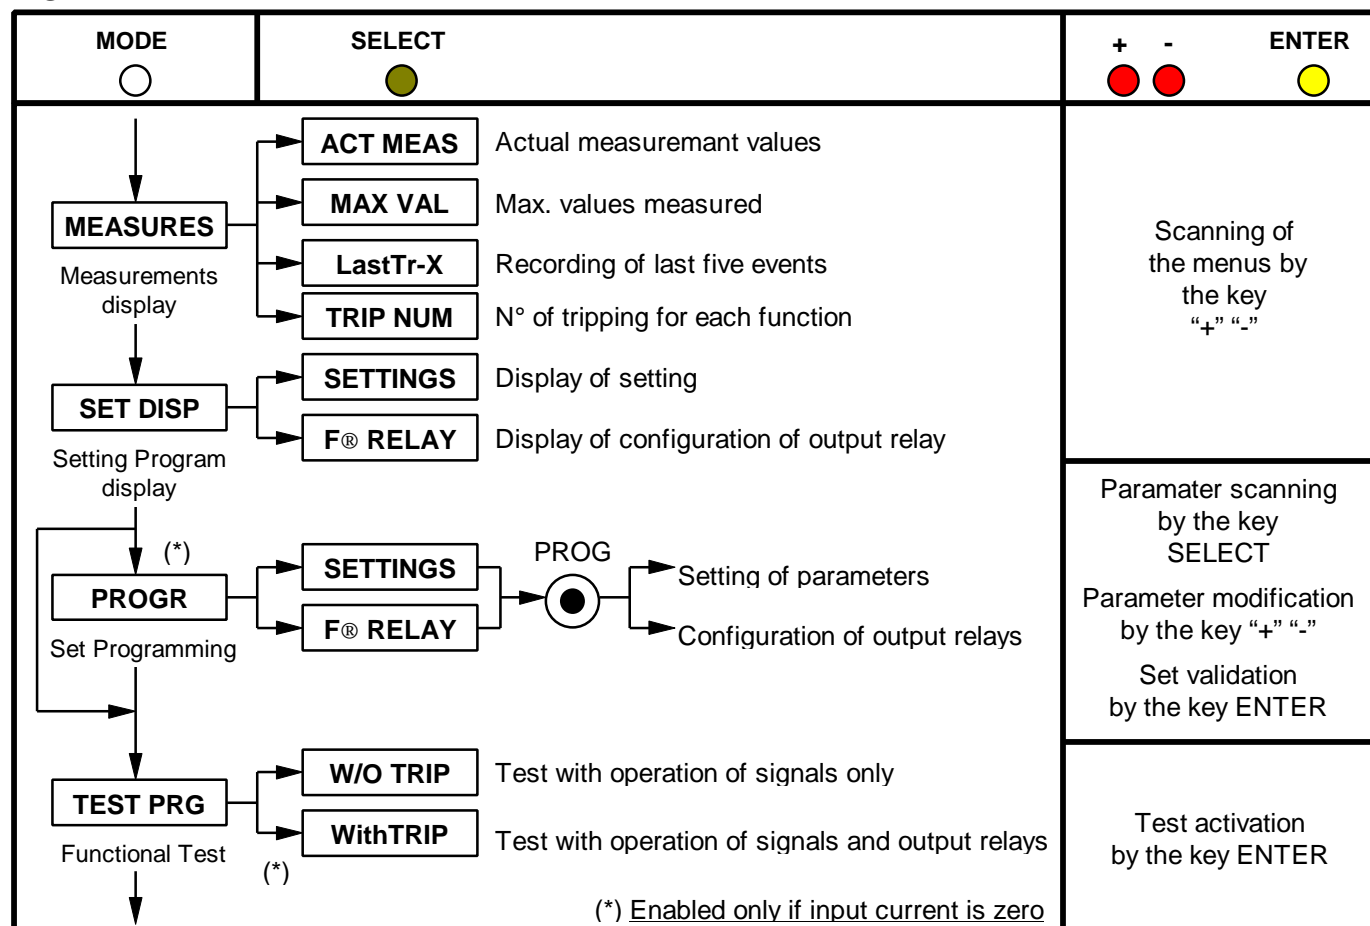 MODE
SELECT
+ -
ENTER
ACT MEAS Actual measuremant values
MAX VAL Max. values measured
MEASURES
LastTr-X Recording of last five events
Measurements
display
TRIP NUM N° of tripping for each function
Scanning of
the menus by
the key
“+” “-”
SETTINGS Display of setting
SET DISP
F® RELAY Display of configuration of output relay
Setting Program
display
(*)
SETTINGS
PROGR
F® RELAY
Set Programming
PROG
Setting of parameters
Configuration of output relays
Paramater scanning
by the key
SELECT
Parameter modification
by the key “+” “-”
Set validation
by the key ENTER
W/O TRIP Test with operation of signals only
TEST PRG
WithTRIP Test with operation of signals and output relays
Functional Test
(*)
Test activation
by the key ENTER
(*) Enabled only if input current is zero